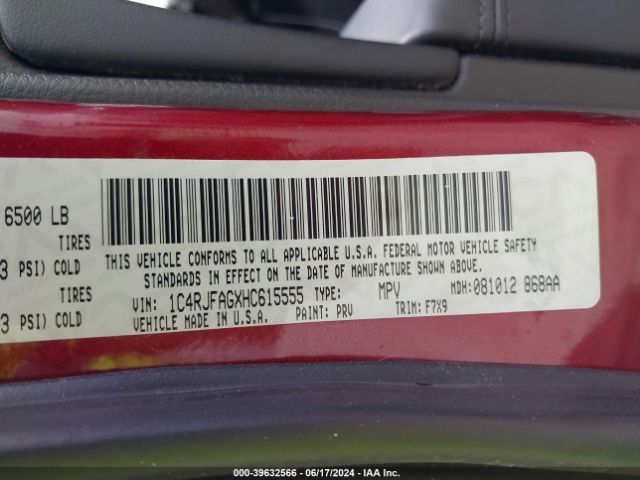 6500 LB
TIRES
3 PSI) COLD
TIRES
3 PSI) COLD
THIS VEHICLE CONFORMS TO ALL APPLICABLE U.S.A. FEDERAL MOTOR VEHICLE SAFETY
STANDARDS IN EFFECT ON THE DATE OF MANUFACTURE SHOWN ABOVE.
VIN: 1C4RJFAGXHC615555 TYPE: MPV MDH:081012 868AA
VEHICLE MADE IN U.S.A. PAINT: PRV TRIM: F7X9
000-39632566 - 06/17/2024 - IAA Inc.